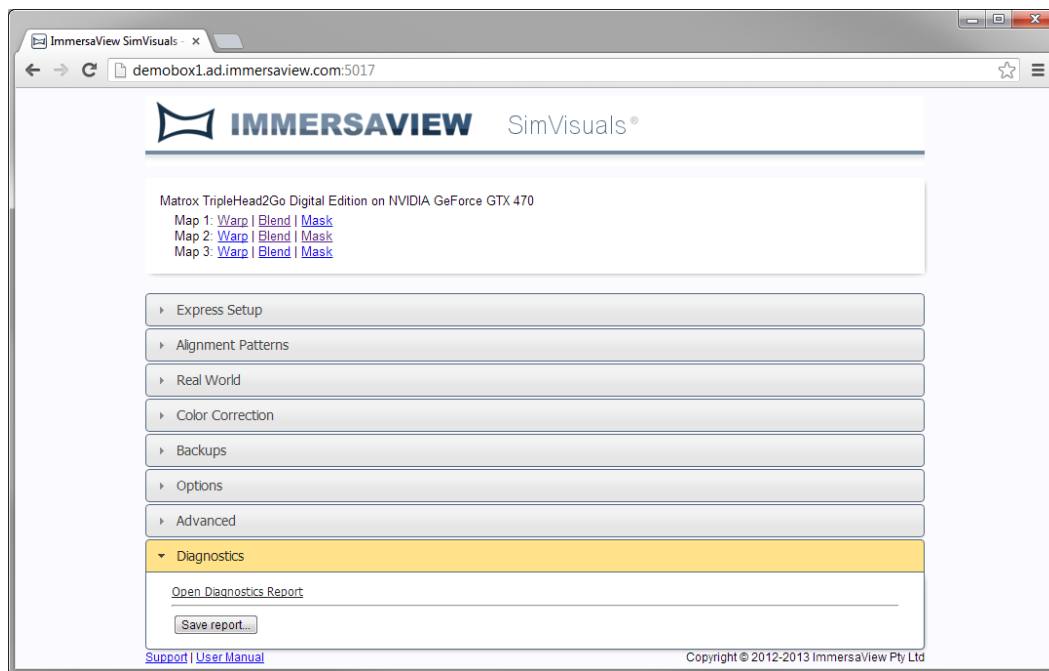 ImmersaView SimVisuals -
demobox1.ad.immersaview.com:5017
IMMERSAVIEW SimVisuals®
Matrox TripleHead2Go Digital Edition on NVIDIA GeForce GTX 470
Map 1: Warp | Blend | Mask
Map 2: Warp | Blend | Mask
Map 3: Warp | Blend | Mask
Express Setup
Alignment Patterns
Real World
Color Correction
Backups
Options
Advanced
Diagnostics
Open Diagnostics Report
Save report...
Support | User Manual Copyright © 2012-2013 ImmersaView Pty Ltd